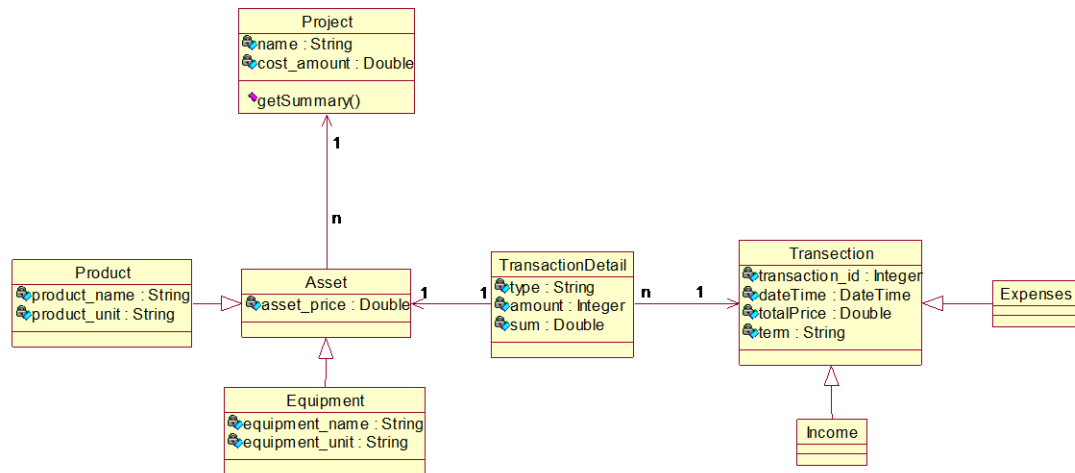 Project
name : String
cost_amount : Double
getSummary()
1
n
Product
product_name : String
product_unit : String
Asset
asset_price : Double
1
1
TransactionDetail
type : String
amount : Integer
sum : Double
n
1
Transection
transaction_id : Integer
dateTime : DateTime
totalPrice : Double
term : String
Expenses
Equipment
equipment_name : String
equipment_unit : String
Income